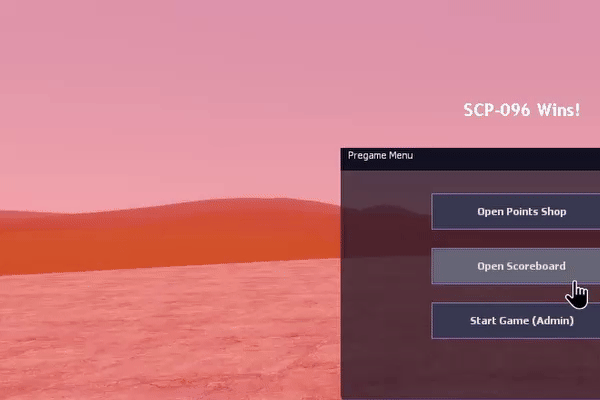 SCP-096 Wins!
Pregame Menu
Open Points Shop
Open Scoreboard
Start Game (Admin)